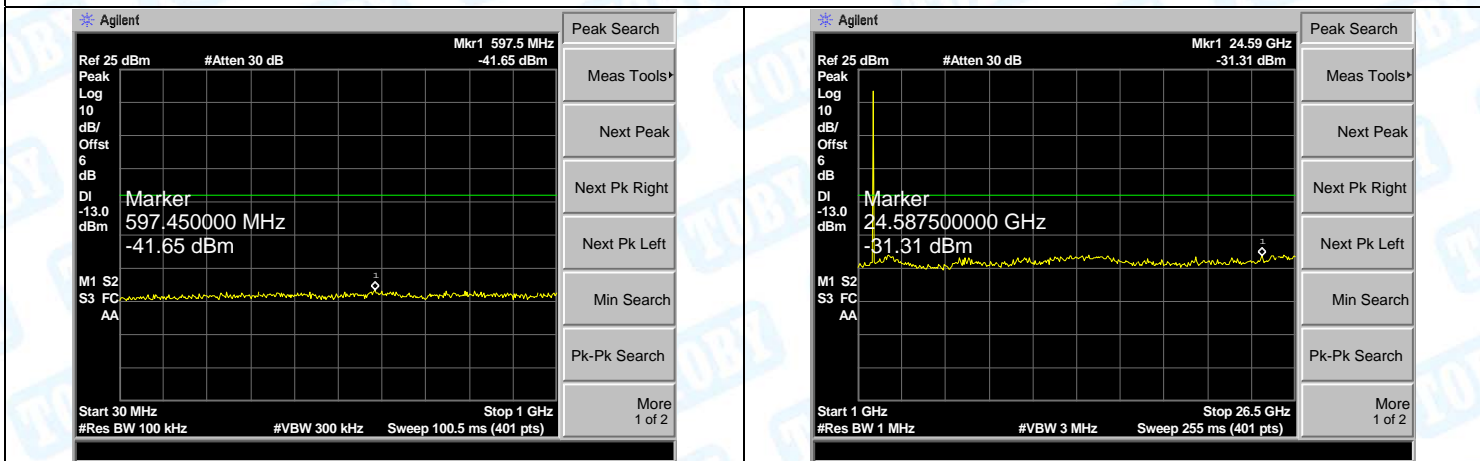 Agilent
Peak Search
Mkr1 597.5 MHz
Ref 25 dBm #Atten 30 dB -41.65 dBm
Peak
Log
10
dB/
Offst
6
dB
DI
-13.0
dBm
Marker
597.450000 MHz
-41.65 dBm
1
M1 S2
S3 FC
AA
Start 30 MHz Stop 1 GHz
#Res BW 100 kHz #VBW 300 kHz Sweep 100.5 ms (401 pts)
Meas Tools
Next Peak
Next Pk Right
Next Pk Left
Min Search
Pk-Pk Search
More
1 of 2
Agilent
Peak Search
Mkr1 24.59 GHz
Ref 25 dBm #Atten 30 dB -31.31 dBm
Peak
Log
10
dB/
Offst
6
dB
DI
-13.0
dBm
Marker
24.587500000 GHz
-31.31 dBm
1
M1 S2
S3 FC
AA
Start 1 GHz Stop 26.5 GHz
#Res BW 1 MHz #VBW 3 MHz Sweep 255 ms (401 pts)
Meas Tools
Next Peak
Next Pk Right
Next Pk Left
Min Search
Pk-Pk Search
More
1 of 2
TOBY